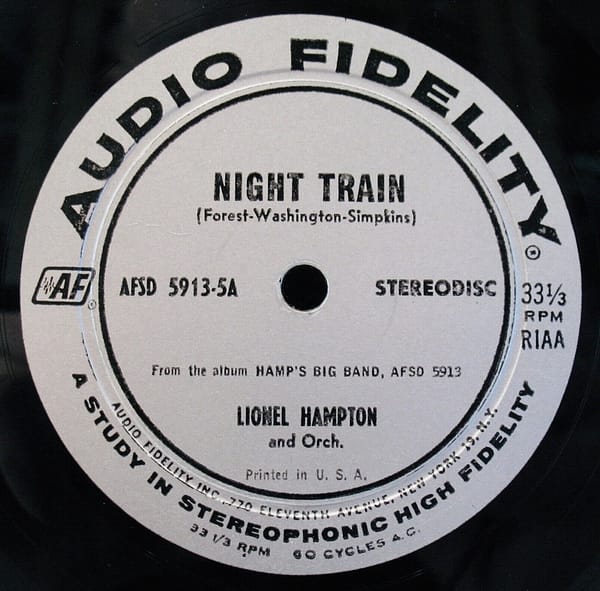 AUDIO FIDELITY
NIGHT TRAIN
(Forest-Washington-Simpkins)
AF
AFSD 5913-5A
STEREODISC
33 1/3
RPM
RIAA
From the album HAMP'S BIG BAND, AFSD 5913
LIONEL HAMPTON
and Orch.
Printed in U. S. A.
AUDIO FIDELITY INC., 770 ELEVENTH AVENUE, NEW YORK 19, N.Y.
A STUDY IN STEREOPHONIC HIGH FIDELITY
33 1/3 RPM 60 CYCLES A.C.